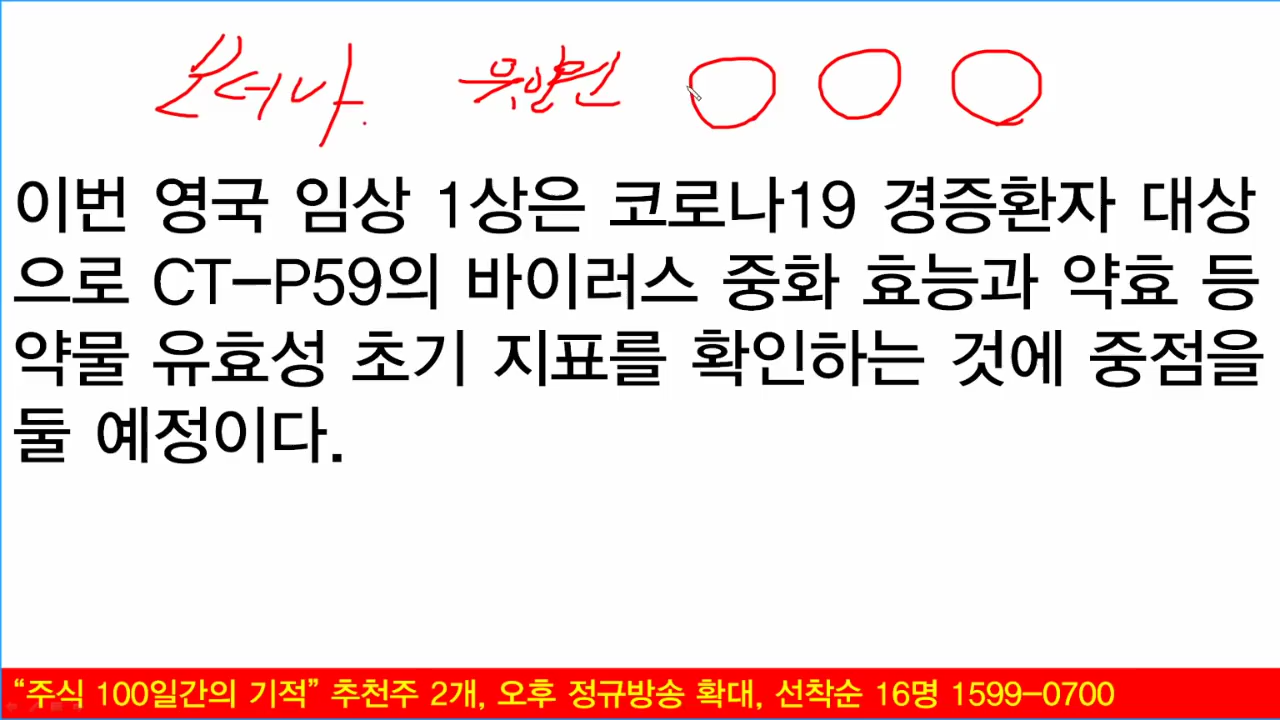 이번 영국 임상 1상은 코로나19 경증환자 대상
으로 CT-P59의 바이러스 중화 효능과 약효 등
약물 유효성 초기 지표를 확인하는 것에 중점을
둘 예정이다.
“주식 100일간의 기적” 추천주 2개, 오후 정규방송 확대, 선착순 16명 1599-0700